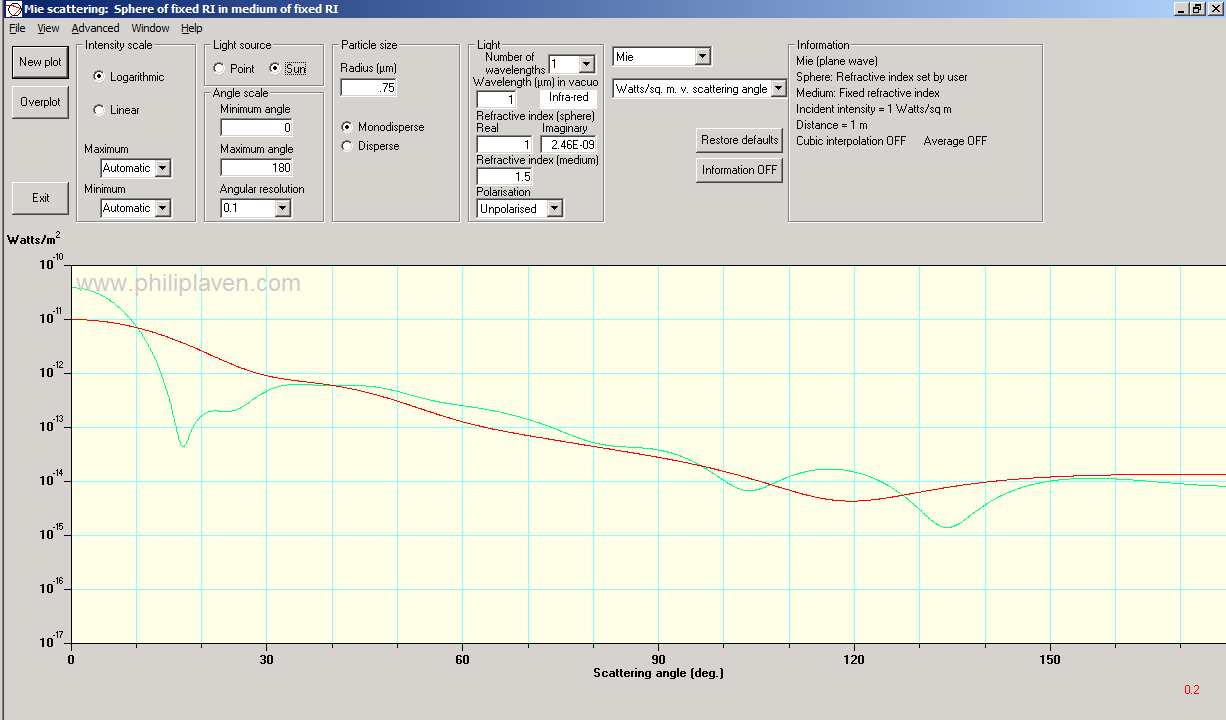 Mie scattering: Sphere of fixed RI in medium of fixed RI
File View Advanced Window Help
New plot
Overplot
Exit
Intensity scale
Logarithmic
Linear
Maximum
Automatic
Minimum
Automatic
Light source
Point Sun
Angle scale
Minimum angle
0
Maximum angle
180
Angular resolution
0.1
Particle size
Radius (µm)
.75
Monodisperse
Disperse
Light
Number of
wavelengths 1
Wavelength (µm) in vacuo
1 Infra-red
Refractive index (sphere)
Real Imaginary
1 2.46E-09
Refractive index (medium)
1.5
Polarisation
Unpolarised
Mie
Watts/sq. m. v. scattering angle
Restore defaults
Information OFF
Information
Mie (plane wave)
Sphere: Refractive index set by user
Medium: Fixed refractive index
Incident intensity = 1 Watts/sq m
Distance = 1 m
Cubic interpolation OFF Average OFF
Watts/m²
10⁻¹⁰
www.philiplaven.com
10⁻¹¹
10⁻¹²
10⁻¹³
10⁻¹⁴
10⁻¹⁵
10⁻¹⁶
10⁻¹⁷
0 30 60 90 120 150
Scattering angle (deg.)
0.2